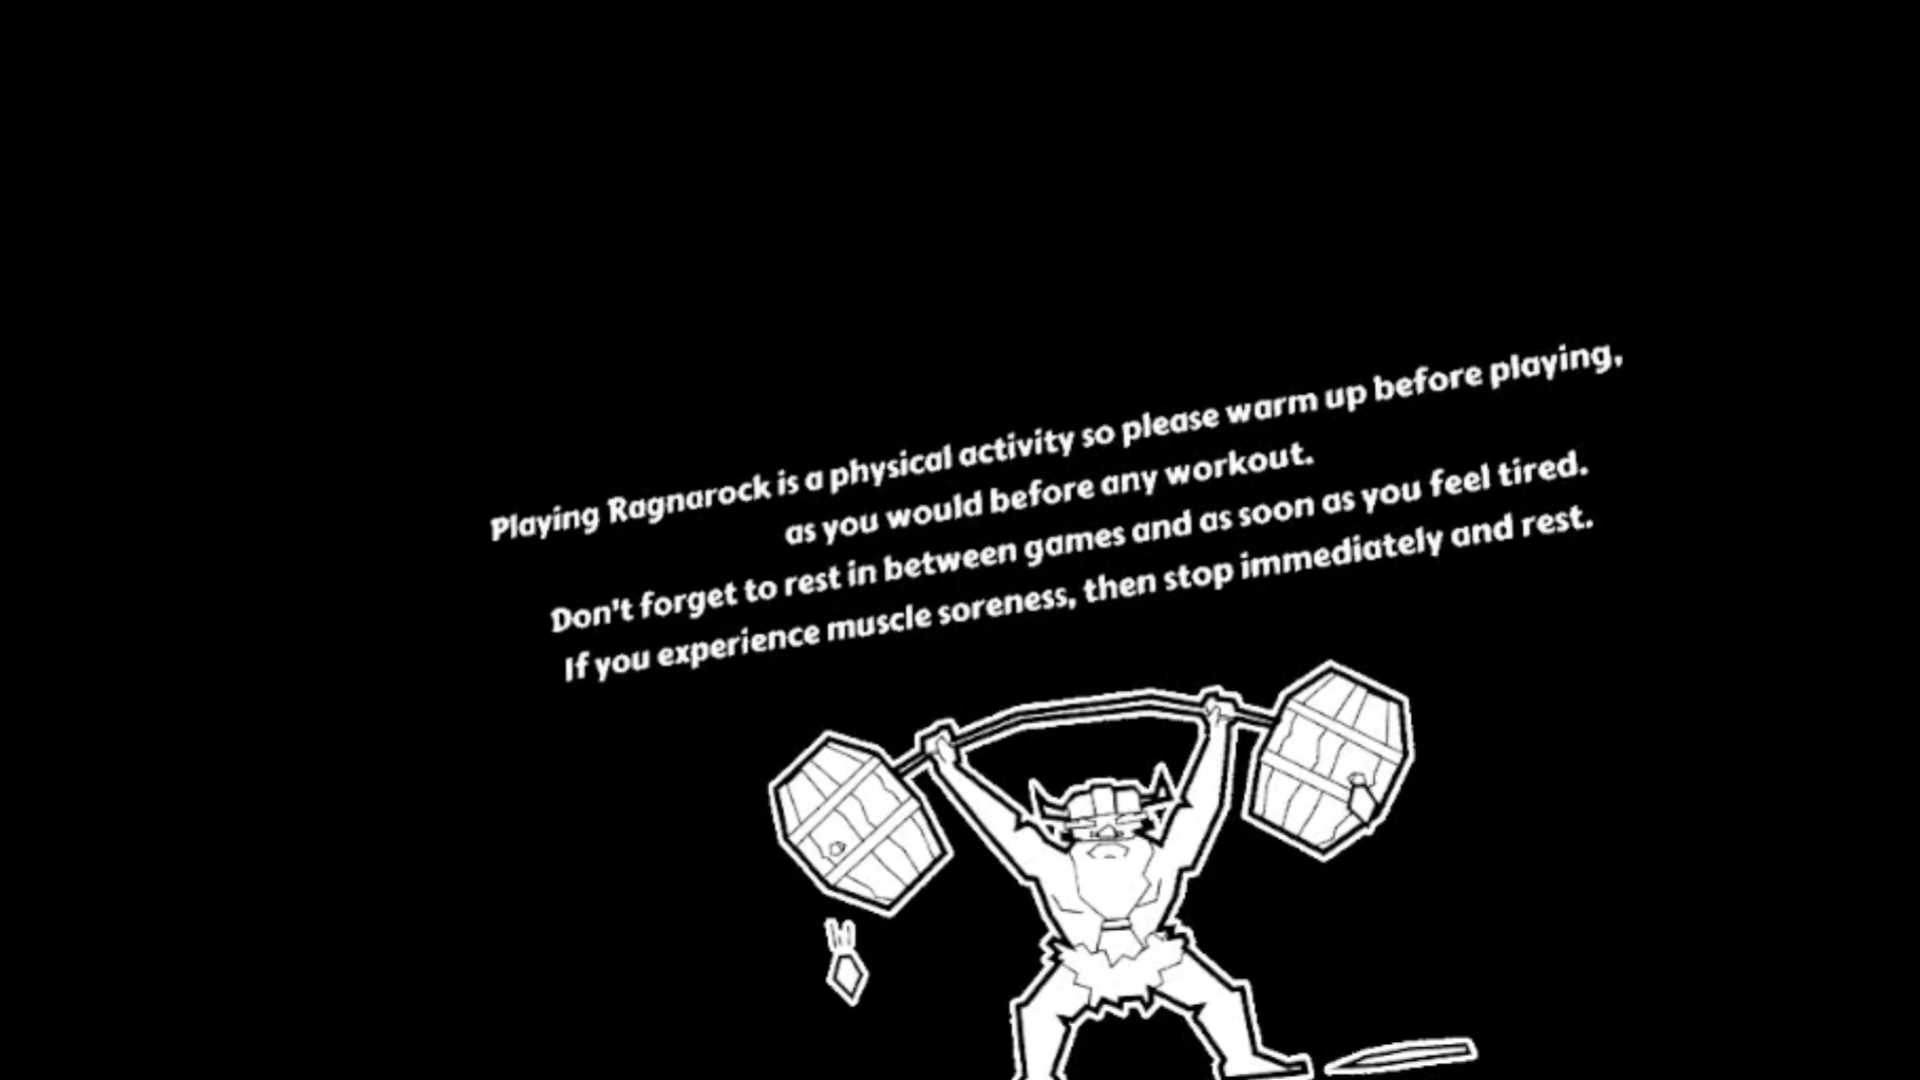 Playing Ragnarock is a physical activity so please warm up before playing,
as you would before any workout.
Don't forget to rest in between games and as soon as you feel tired.
If you experience muscle soreness, then stop immediately and rest.